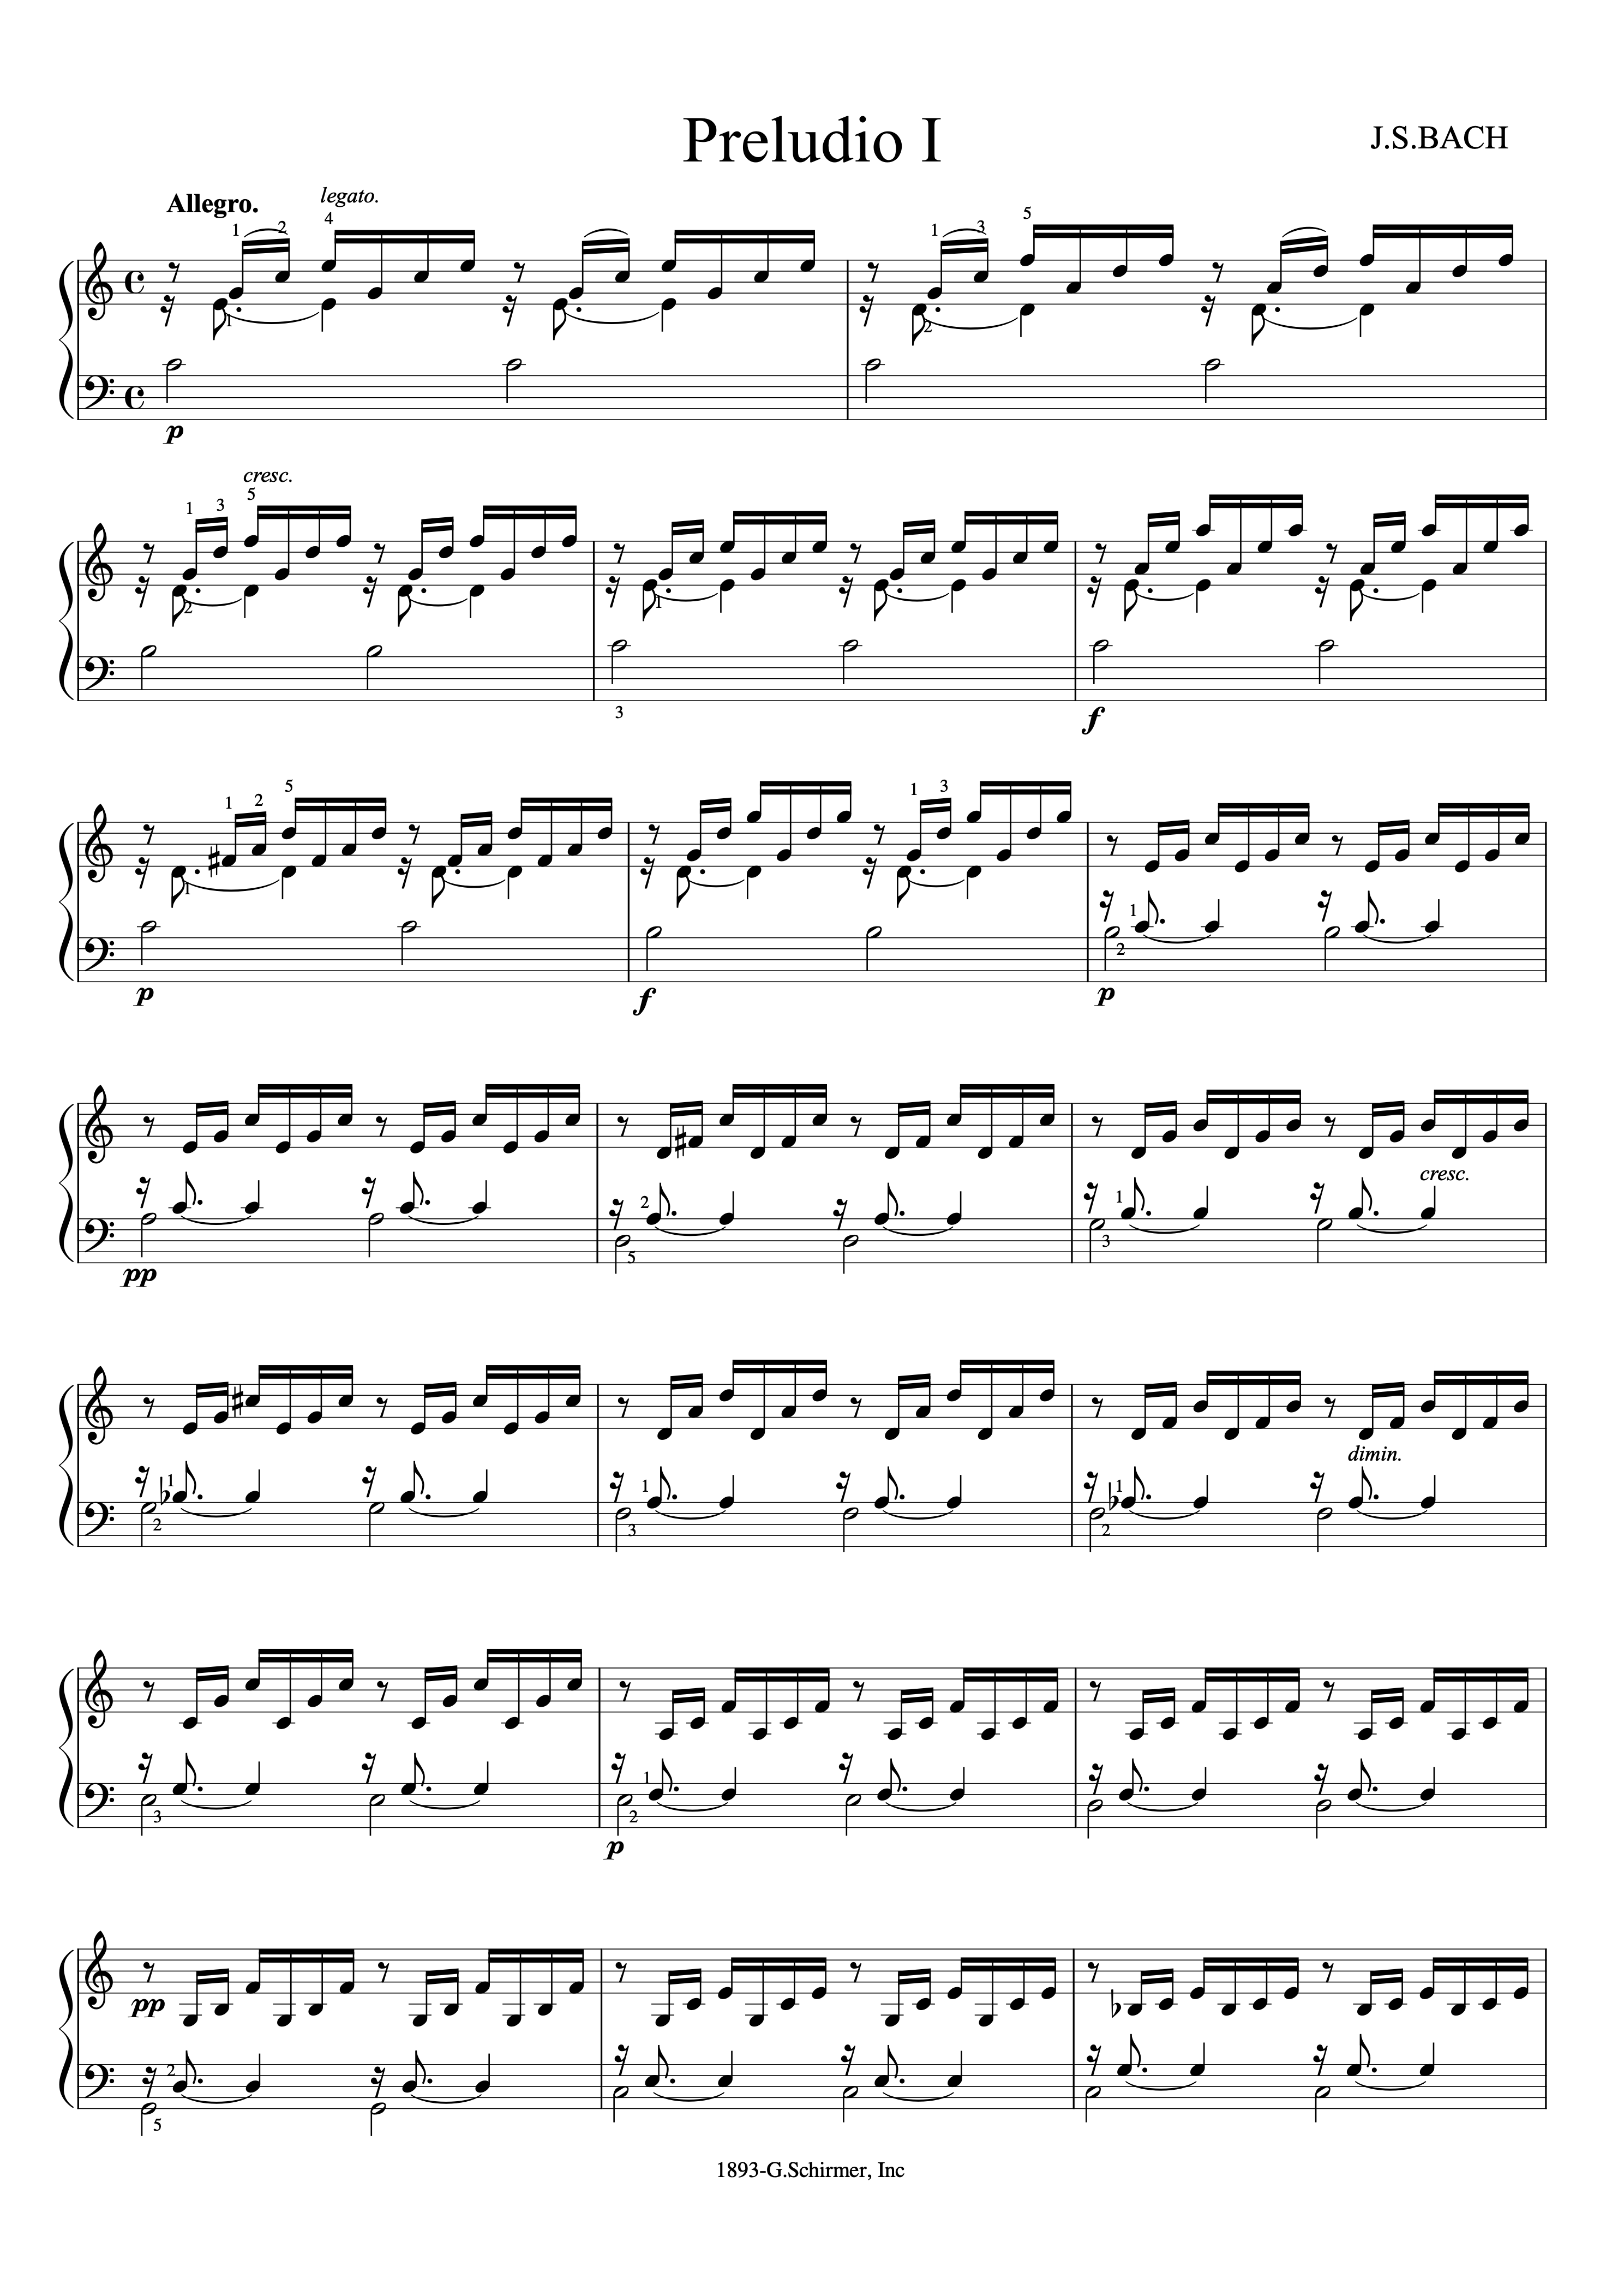 Preludio I
J.S.BACH
Allegro.
legato.
1 2 4 1 3 5
1 2
p
cresc.
1 3 5
2 1
3
f
1 2 5 1 3
1 1
2
p f p
2 1 1
5 3
cresc.
pp
1 1 1
2 3 2
dimin.
1
3 2
p
pp
2
5
1893-G.Schirmer, Inc